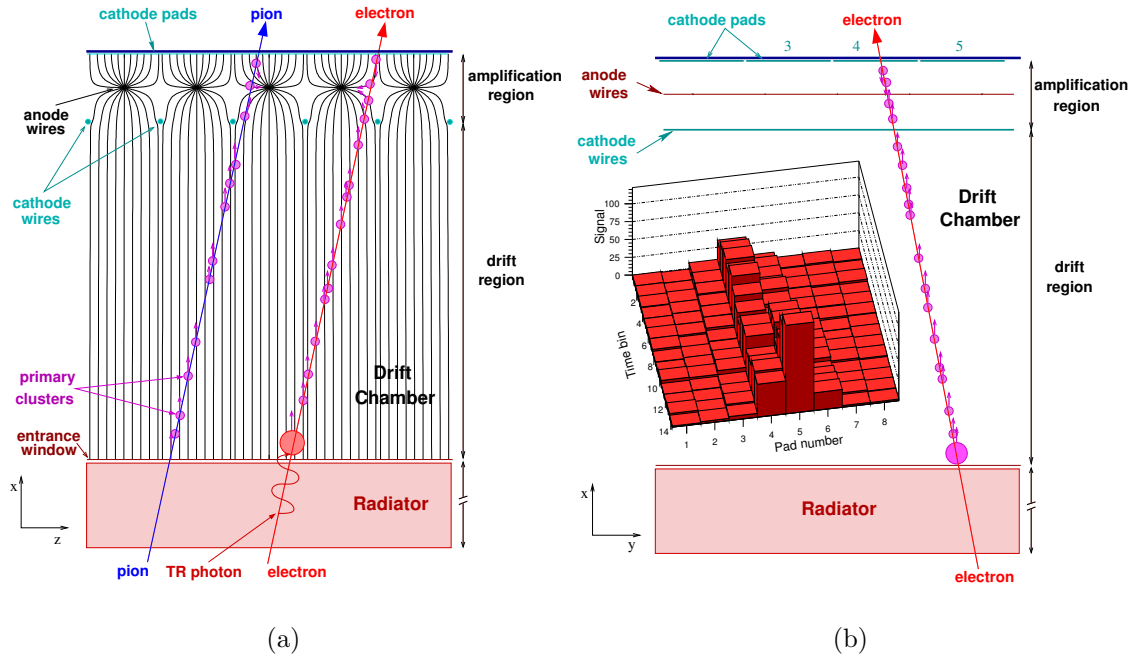 cathode pads
pion
electron
amplification
region
anode
wires
cathode
wires
drift
region
primary
clusters
Drift
Chamber
entrance
window
Radiator
x
z
pion
TR photon
electron
(a)
electron
cathode pads
3
4
5
anode
wires
amplification
region
cathode
wires
Drift
Chamber
drift
region
Signal
100
75
50
25
0
Time bin
2
4
6
8
10
12
14
1
2
3
4
5
6
7
8
Pad number
Radiator
x
y
electron
(b)